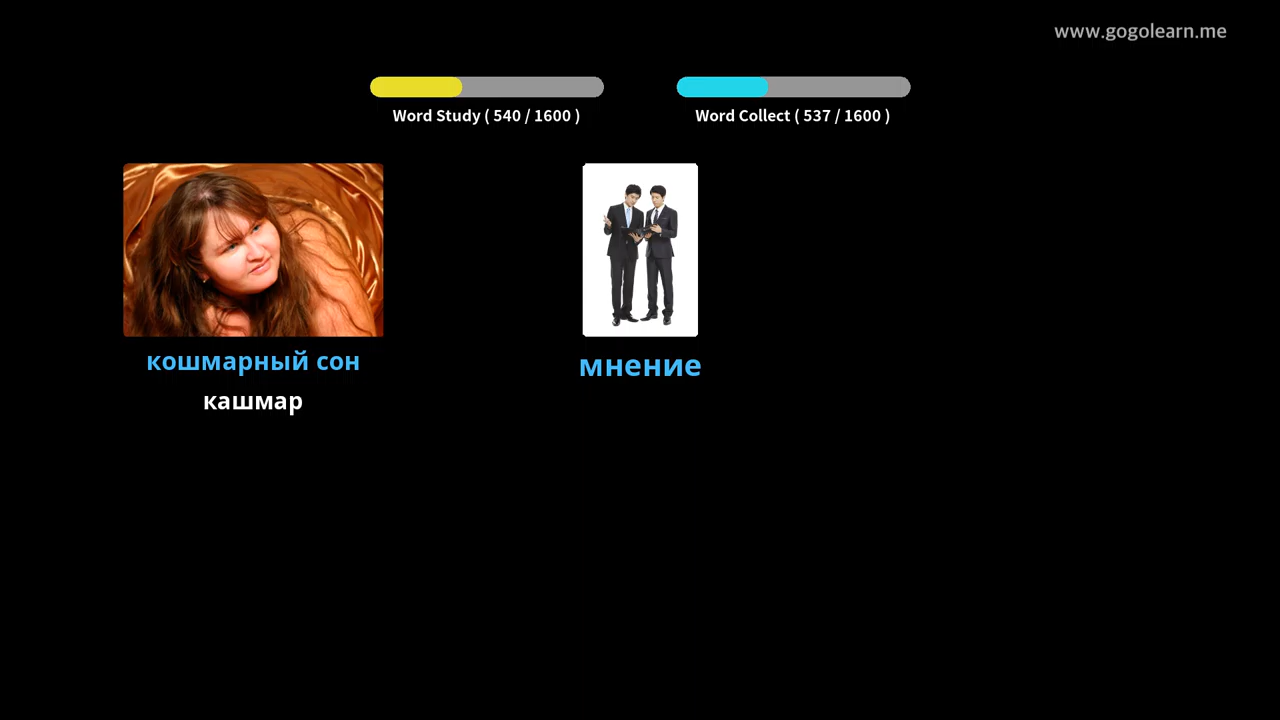 www.gogolearn.me
Word Study ( 540 / 1600 )
Word Collect ( 537 / 1600 )
кошмарный сон
кашмар
мнение